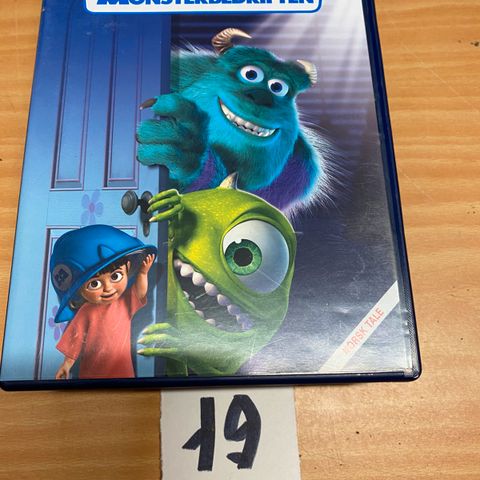 MONSTERBEDRIFTEN
NORSK TALE
19